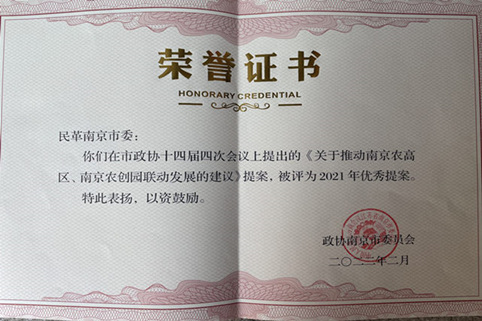 荣誉证书
HONORARY CREDENTIAL
民革南京市委：
你们在市政协十四届四次会议上提出的《关于推动南京农高
区、南京农创园联动发展的建议》提案，被评为2021年优秀提案。
特此表扬，以资鼓励。
政协南京市委员会
二〇二二年二月